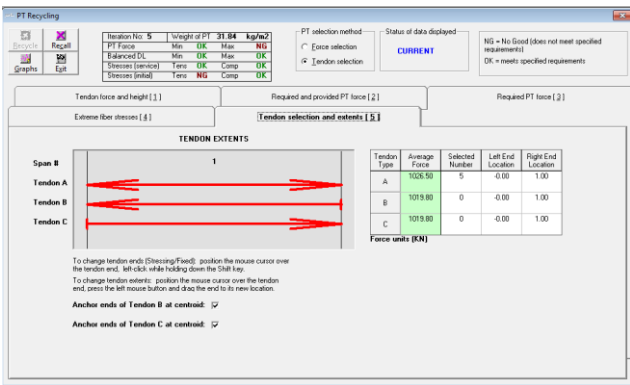 PT Recycling
Recycle Recall
Graphs Exit
Iteration No: 5 Weight of PT 31.84 kg/m2
PT Force Min OK Max NG
Balanced DL Min OK Max OK
Stresses (service) Tens OK Comp OK
Stresses (initial) Tens NG Comp OK
PT selection method
Force selection
Tendon selection
Status of data displayed
CURRENT
NG = No Good (does not meet specified
requirements)
OK = meets specified requirements
Tendon force and height [ 1 ] Required and provided PT force [ 2 ] Required PT force [ 3 ]
Extreme fiber stresses [ 4 ] Tendon selection and extents [ 5 ]
TENDON EXTENTS
Span # 1
Tendon A
Tendon B
Tendon C
Tendon Type Average Force Selected Number Left End Location Right End Location
A 1026.50 5 -0.00 1.00
B 1019.80 0 -0.00 1.00
C 1019.80 0 -0.00 1.00
Force units [KN]
To change tendon ends (Stressing/Fixed): position the mouse cursor over
the tendon end, left-click while holding down the Shift key.
To change tendon extents: position the mouse cursor over the tendon
end, press the left mouse button and drag the end to its new location.
Anchor ends of Tendon B at centroid:
Anchor ends of Tendon C at centroid: